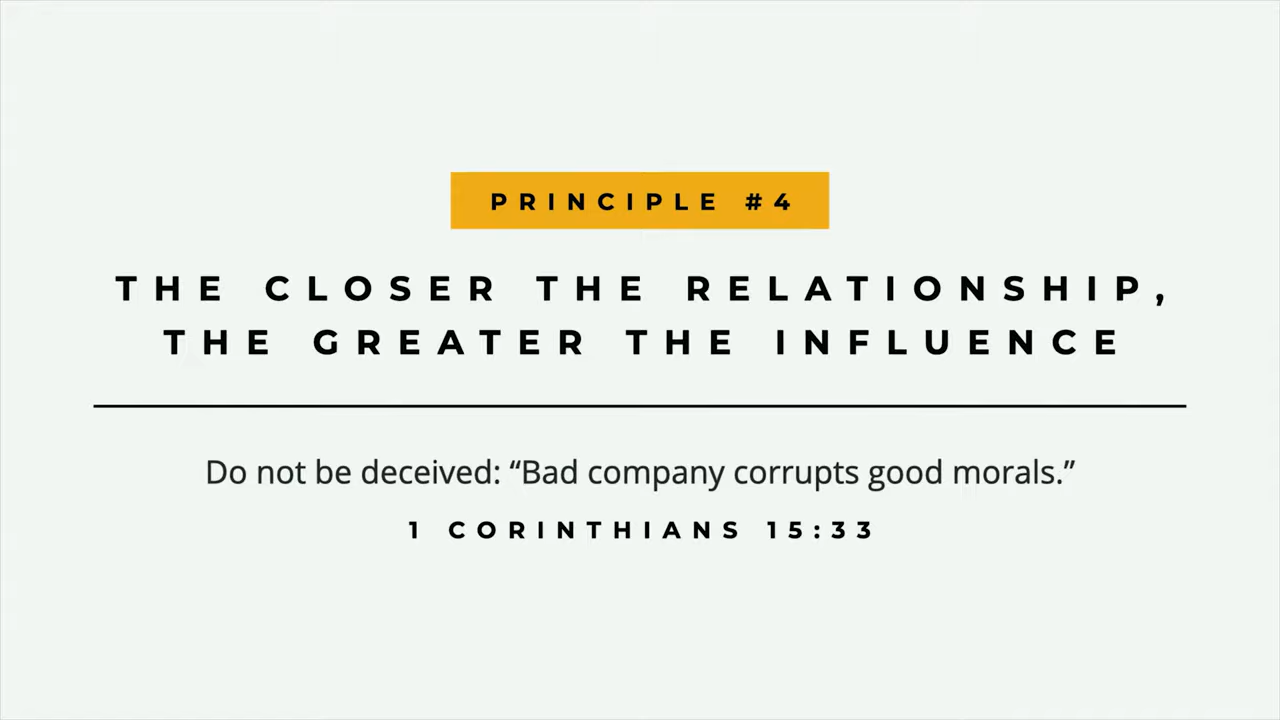 PRINCIPLE #4
THE CLOSER THE RELATIONSHIP,
THE GREATER THE INFLUENCE
Do not be deceived: “Bad company corrupts good morals.”
1 CORINTHIANS 15:33